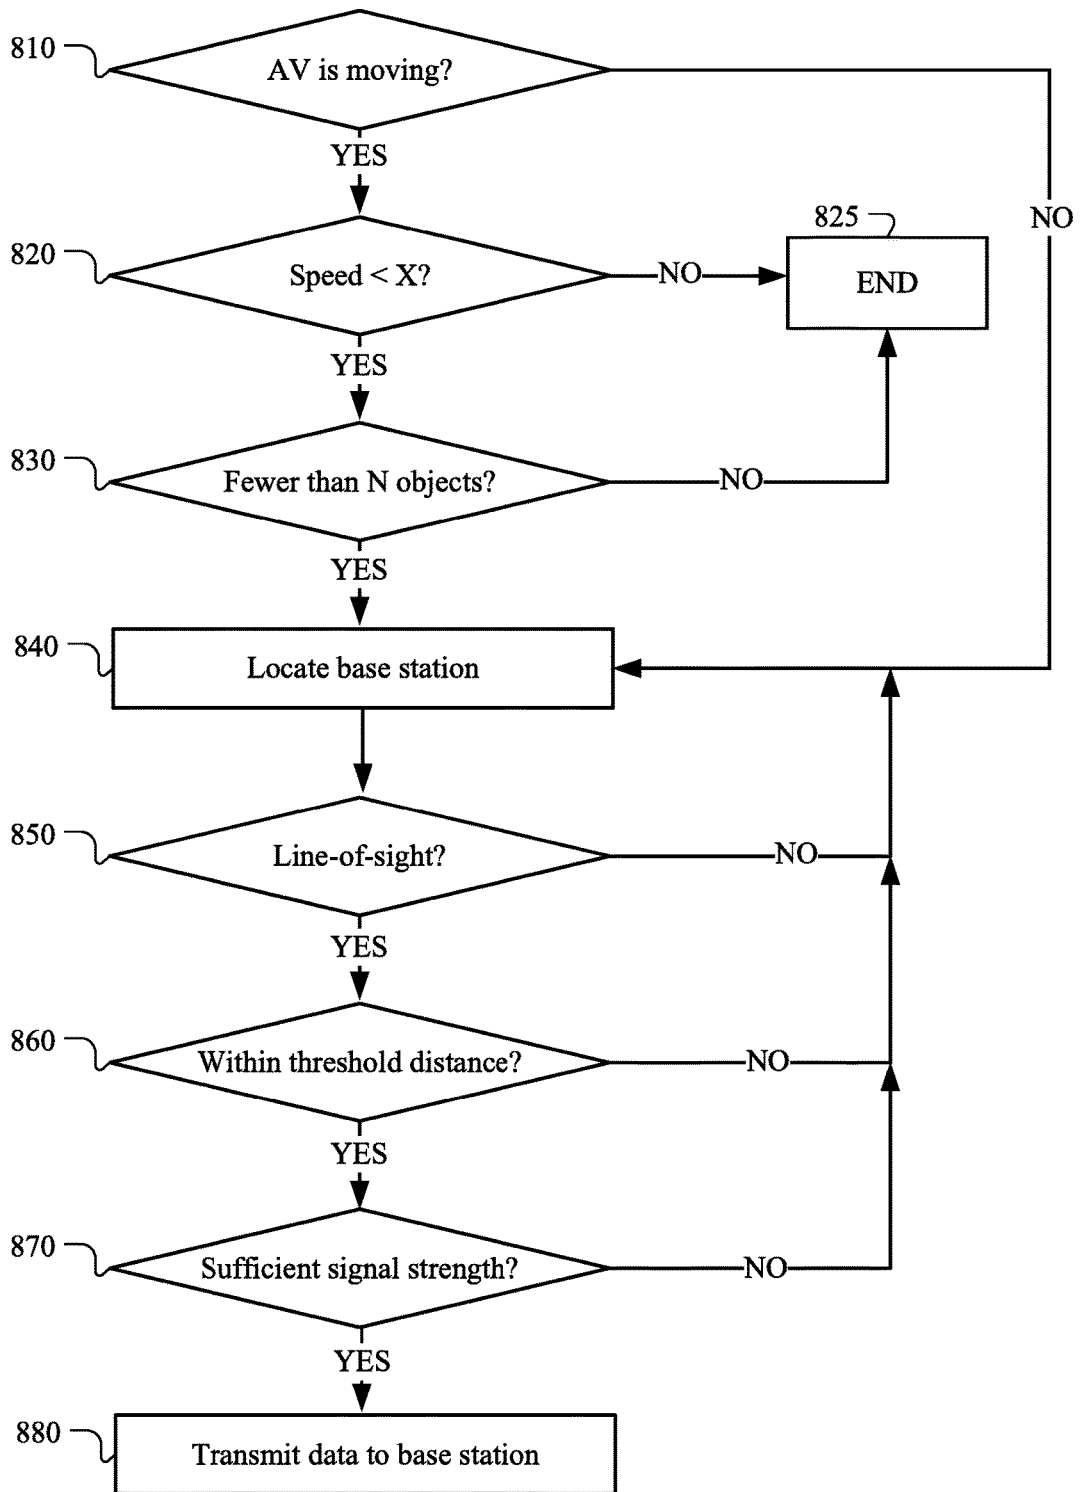 810
AV is moving?
YES
NO
820
Speed < X?
NO
825
END
YES
830
Fewer than N objects?
NO
YES
840
Locate base station
850
Line-of-sight?
NO
YES
860
Within threshold distance?
NO
YES
870
Sufficient signal strength?
NO
YES
880
Transmit data to base station